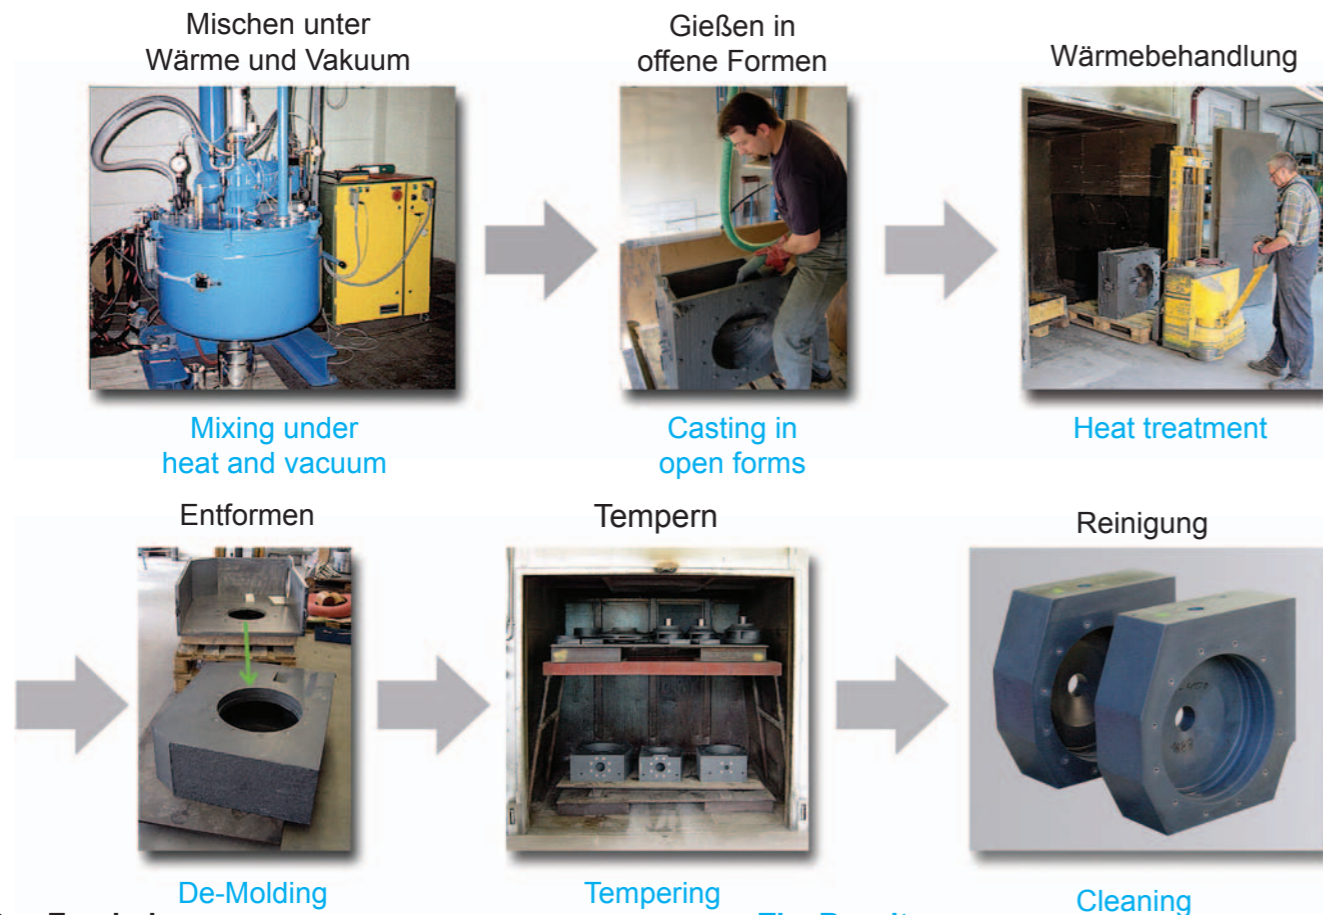 Mischen unter
Wärme und Vakuum
Gießen in
offene Formen
Wärmebehandlung
Mixing under
heat and vacuum
Casting in
open forms
Heat treatment
Entformen
Tempern
Reinigung
De-Molding
Tempering
Cleaning